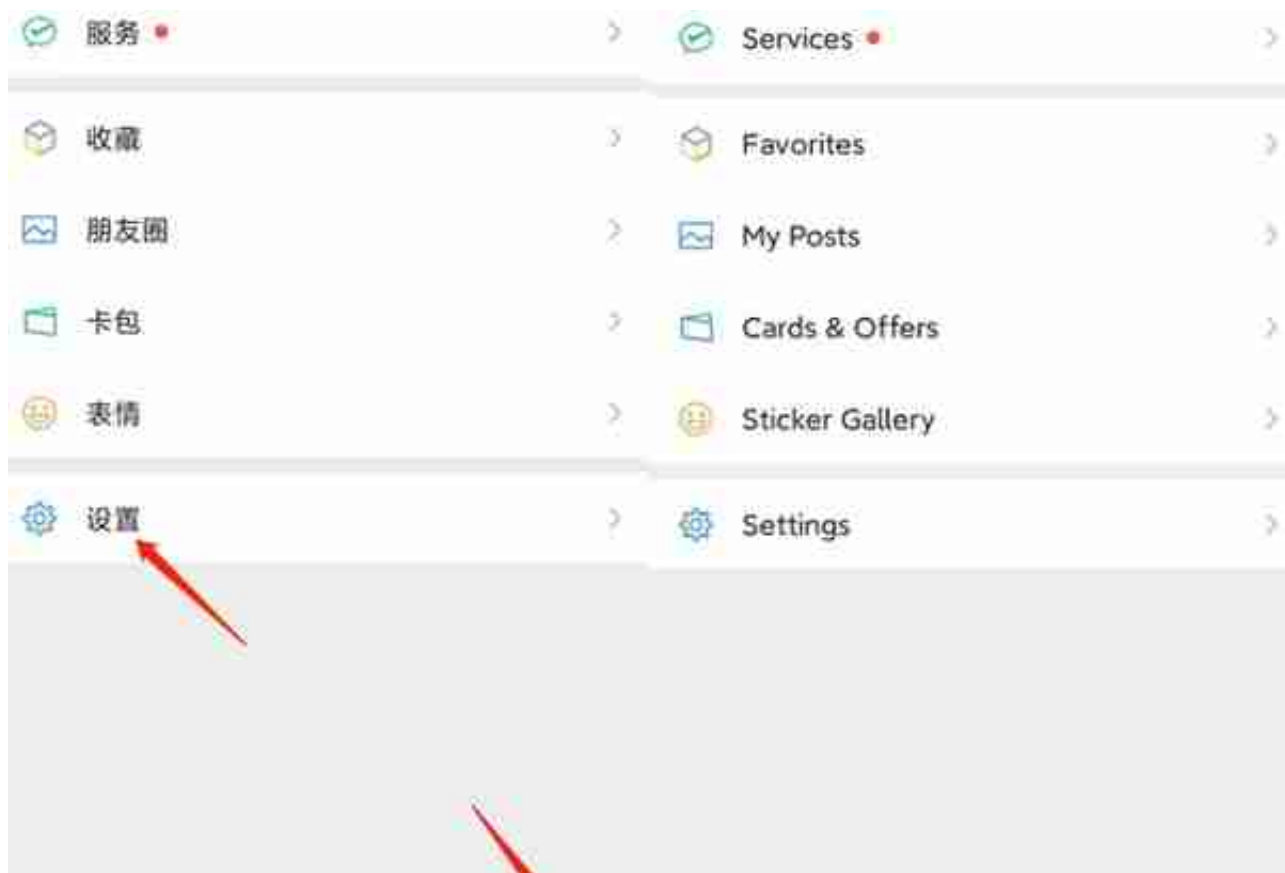 服务
收藏
朋友圈
卡包
表情
设置
Services
Favorites
My Posts
Cards & Offers
Sticker Gallery
Settings